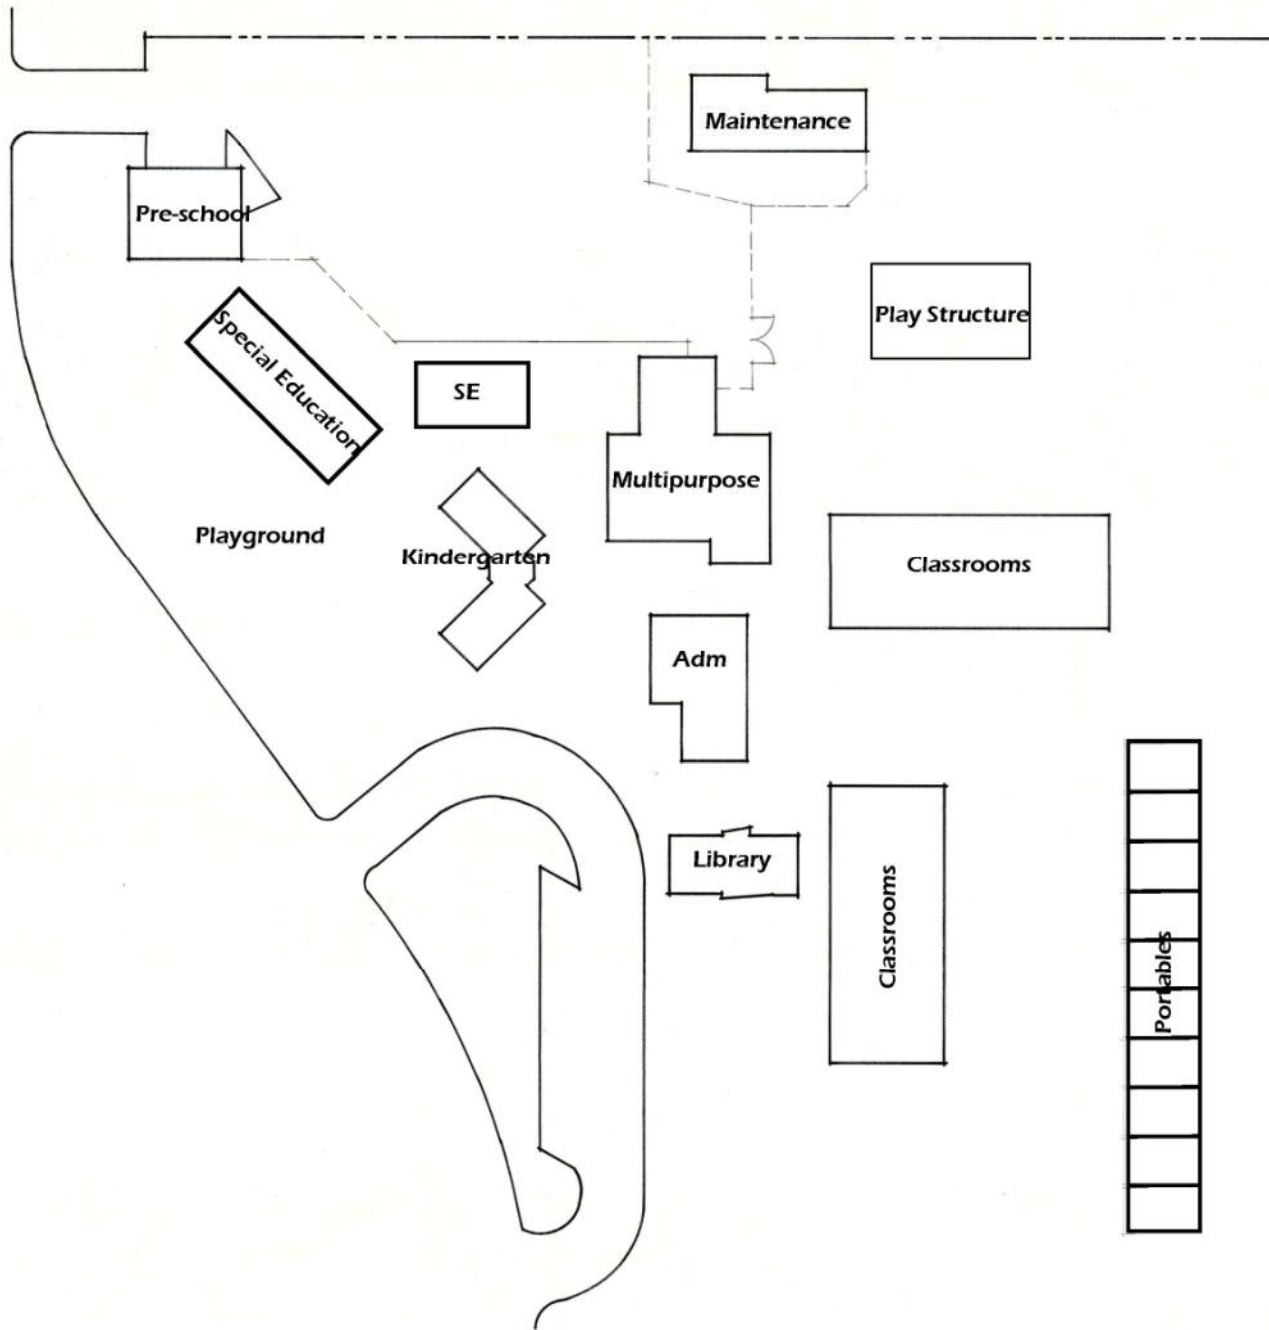 Maintenance
Pre-school
Play Structure
Special Education
SE
Multipurpose
Playground
Kindergarten
Classrooms
Adm
Library
Classrooms
Portables